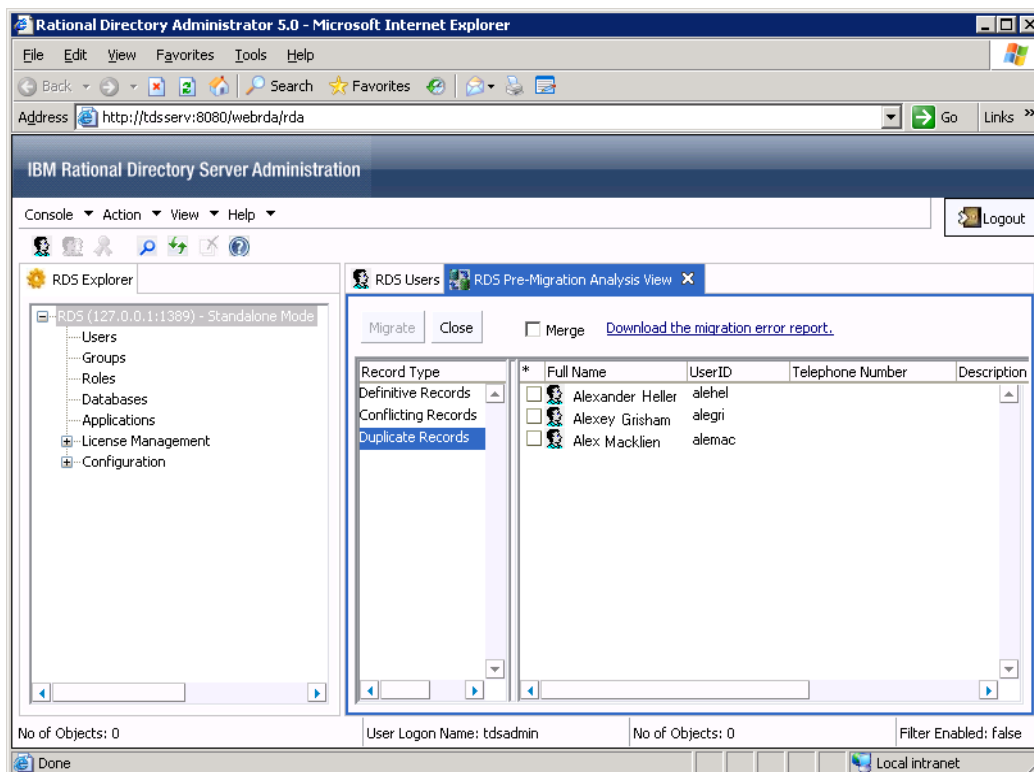 Rational Directory Administrator 5.0 - Microsoft Internet Explorer
File Edit View Favorites Tools Help
Back Search Favorites
Address http://tdsserv:8080/webrda/rda Go Links »
IBM Rational Directory Server Administration
Console Action View Help
Logout
RDS Explorer
RDS Users RDS Pre-Migration Analysis View
RDS (127.0.0.1:1389) - Standalone Mode
Users
Groups
Roles
Databases
Applications
License Management
Configuration
Migrate Close Merge Download the migration error report.
Record Type
Definitive Records
Conflicting Records
Duplicate Records
* Full Name UserID Telephone Number Description
Alexander Heller alehel
Alexey Grisham alegri
Alex Macklien alemac
No of Objects: 0 User Logon Name: tdsadmin No of Objects: 0 Filter Enabled: false
Done Local intranet